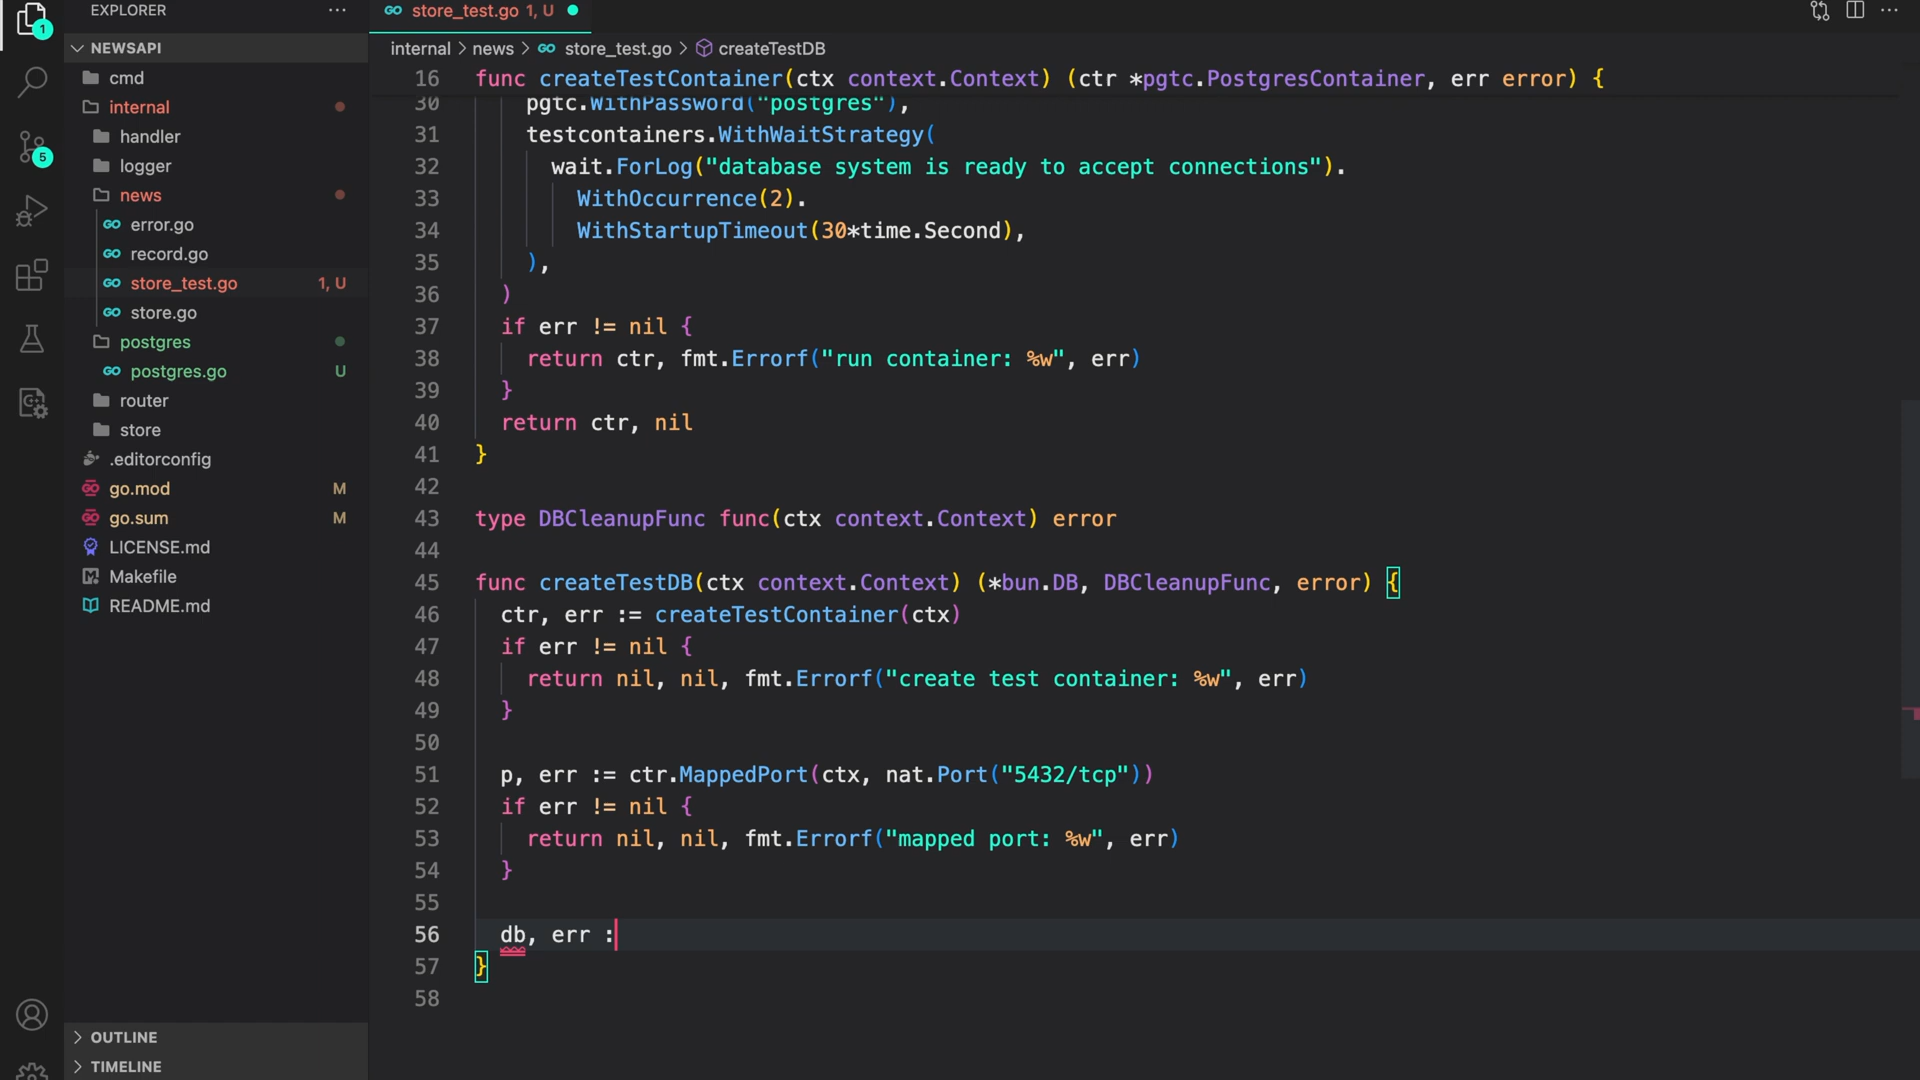 EXPLORER
NEWSAPI
cmd
internal
handler
logger
news
error.go
record.go
store_test.go 1, U
store.go
postgres
postgres.go U
router
store
.editorconfig
go.mod M
go.sum M
LICENSE.md
Makefile
README.md
OUTLINE
TIMELINE
1
5
store_test.go 1, U
internal > news > store_test.go > createTestDB
16 func createTestContainer(ctx context.Context) (ctr *pgtc.PostgresContainer, err error) {
30 pgtc.WithPassword("postgres"),
31 testcontainers.WithWaitStrategy(
32 wait.ForLog("database system is ready to accept connections").
33 WithOccurrence(2).
34 WithStartupTimeout(30*time.Second),
35 ),
36 )
37 if err != nil {
38 return ctr, fmt.Errorf("run container: %w", err)
39 }
40 return ctr, nil
41 }
42
43 type DBCleanupFunc func(ctx context.Context) error
44
45 func createTestDB(ctx context.Context) (*bun.DB, DBCleanupFunc, error) {
46 ctr, err := createTestContainer(ctx)
47 if err != nil {
48 return nil, nil, fmt.Errorf("create test container: %w", err)
49 }
50
51 p, err := ctr.MappedPort(ctx, nat.Port("5432/tcp"))
52 if err != nil {
53 return nil, nil, fmt.Errorf("mapped port: %w", err)
54 }
55
56 db, err :
57 }
58